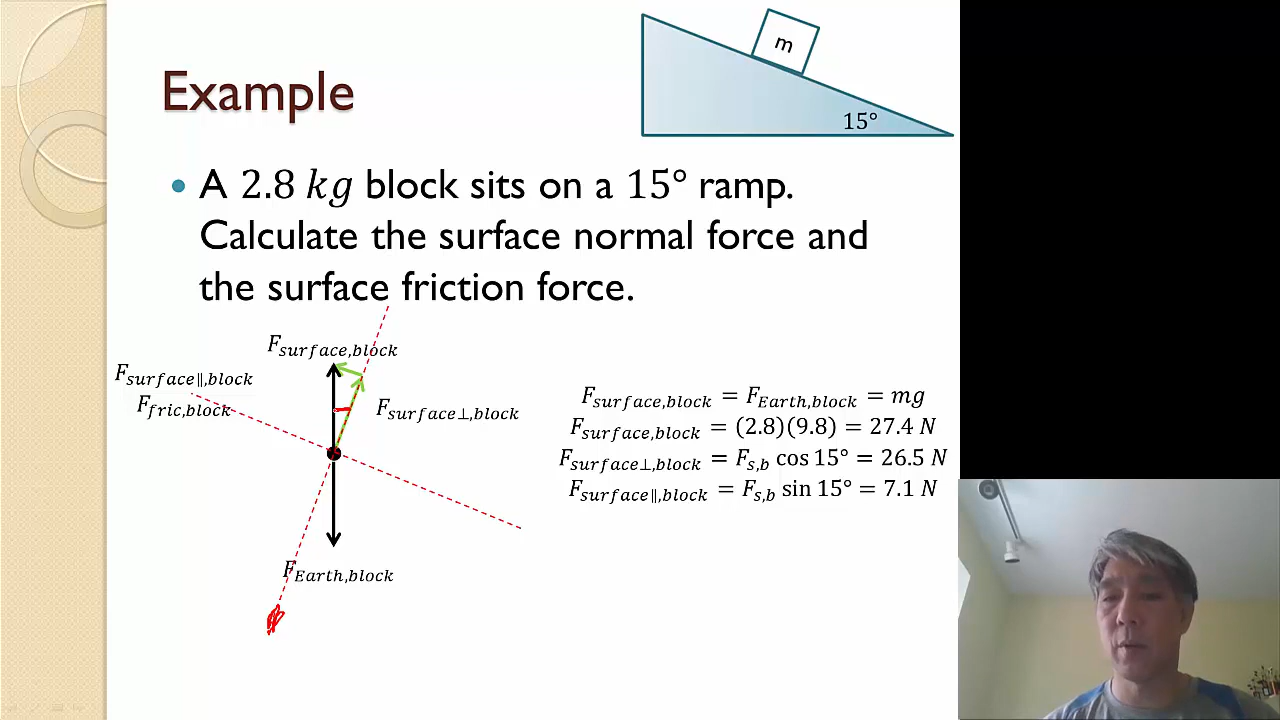 m
15°
Example
• A 2.8 kg block sits on a 15° ramp.
Calculate the surface normal force and
the surface friction force.
F_surface,block
F_surface∥,block
F_fric,block
F_surface⊥,block
F_Earth,block
F_surface,block = F_Earth,block = mg
F_surface,block = (2.8)(9.8) = 27.4 N
F_surface⊥,block = F_s,b cos 15° = 26.5 N
F_surface∥,block = F_s,b sin 15° = 7.1 N